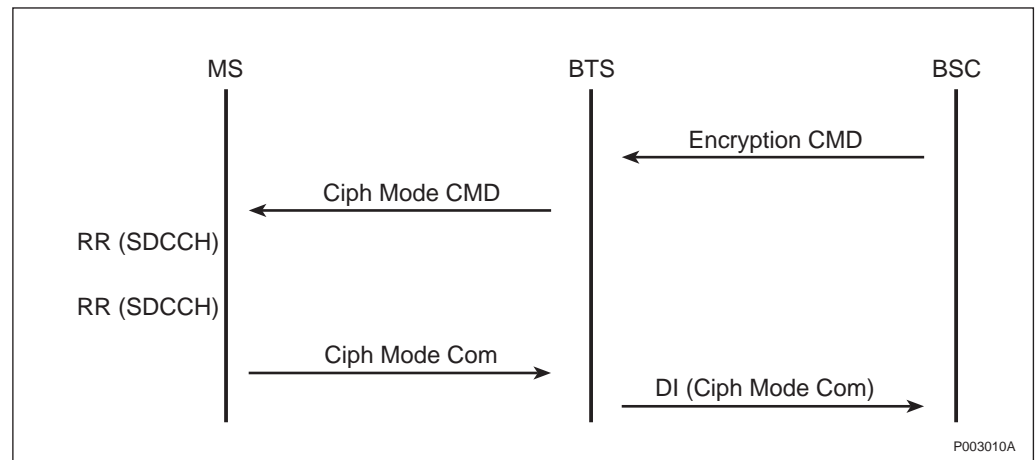 MS BTS BSC
Encryption CMD
Ciph Mode CMD
RR (SDCCH)
RR (SDCCH)
Ciph Mode Com
DI (Ciph Mode Com)
P003010A